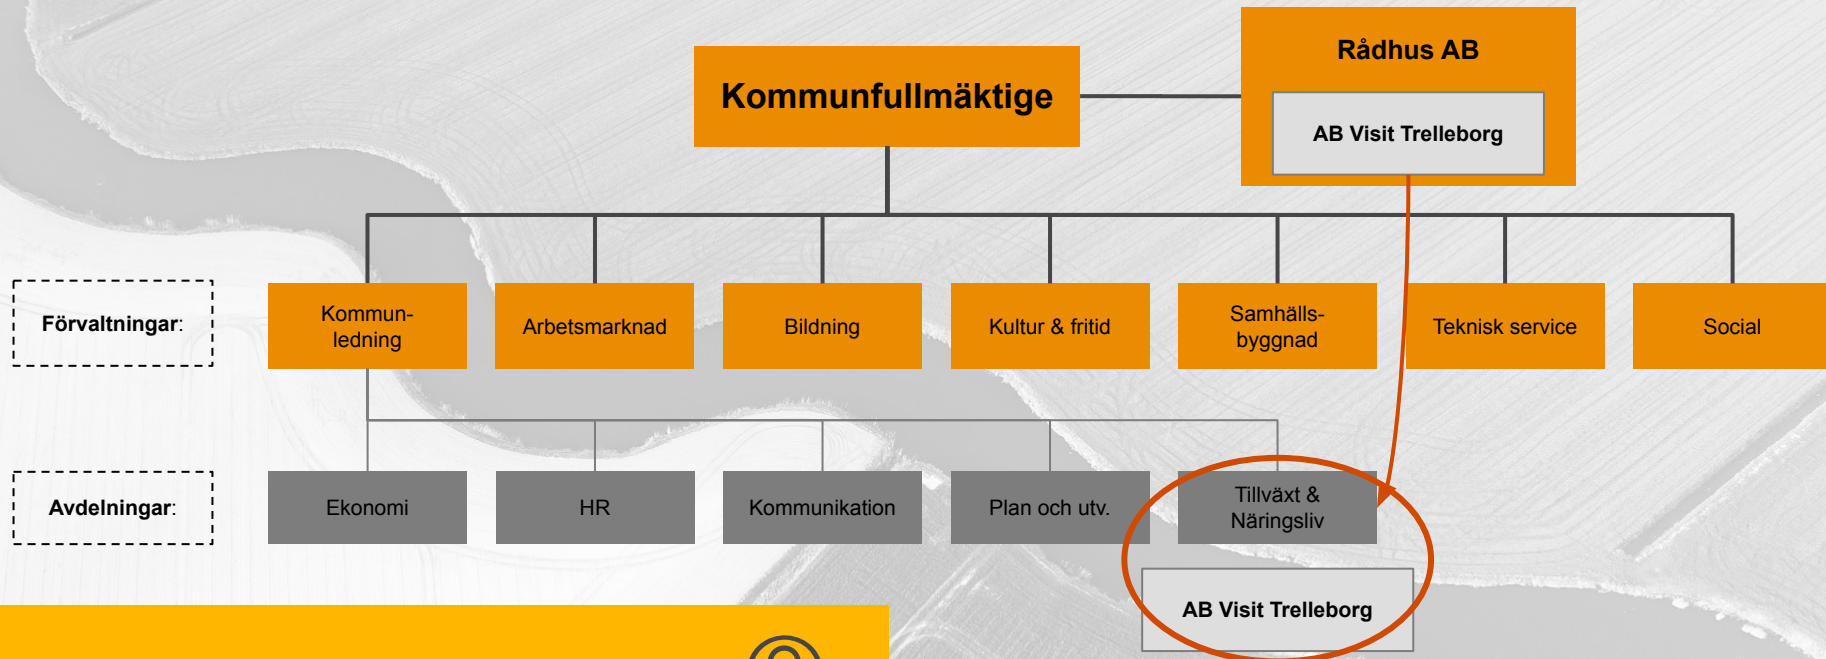 Rådhus AB
Kommunfullmäktige
AB Visit Trelleborg
Förvaltningar:
Kommun-
ledning
Arbetsmarknad
Bildning
Kultur & fritid
Samhälls-
byggnad
Teknisk service
Social
Avdelningar:
Ekonomi
HR
Kommunikation
Plan och utv.
Tillväxt &
Näringsliv
AB Visit Trelleborg